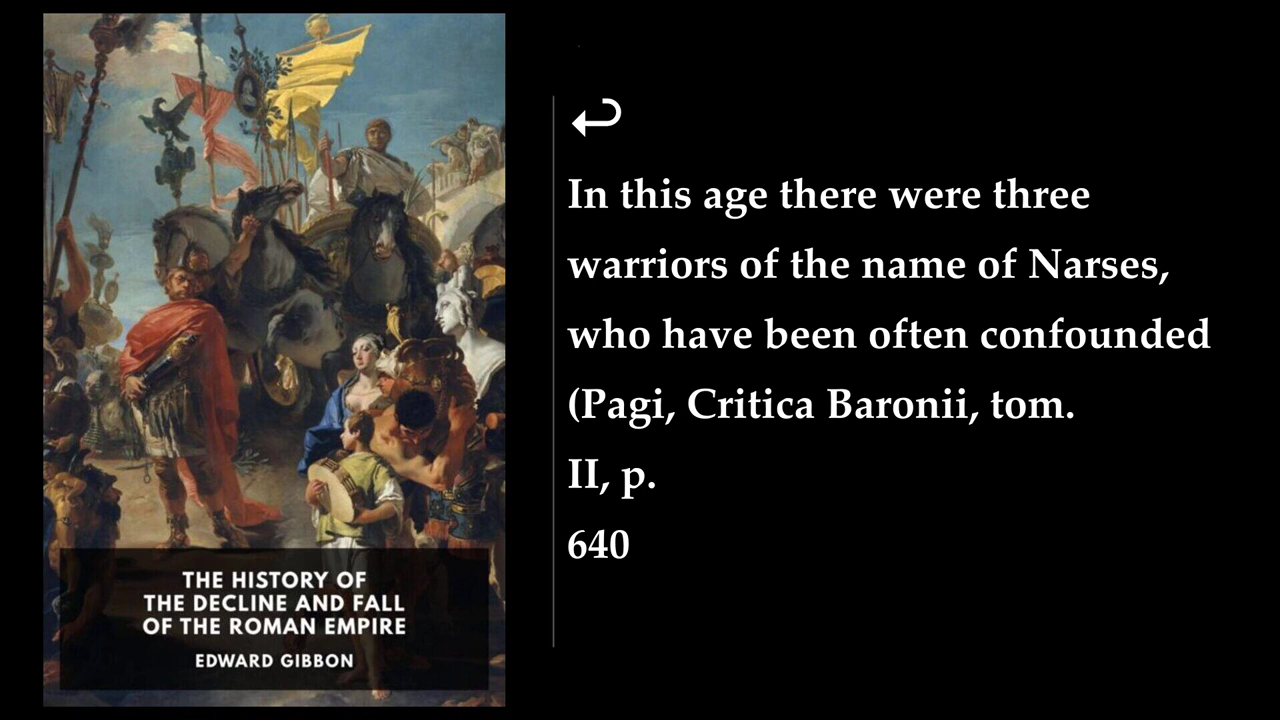 THE HISTORY OF
THE DECLINE AND FALL
OF THE ROMAN EMPIRE
EDWARD GIBBON
↩
In this age there were three
warriors of the name of Narses,
who have been often confounded
(Pagi, Critica Baronii, tom.
II, p.
640